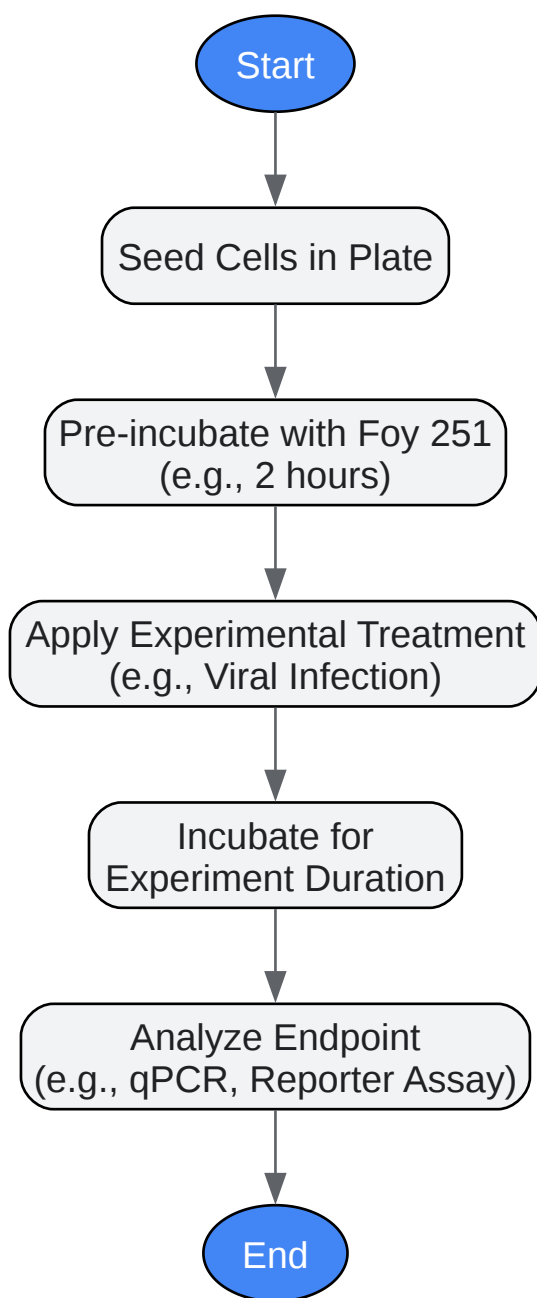 Start
Seed Cells in Plate
Pre-incubate with Foy 251
(e.g., 2 hours)
Apply Experimental Treatment
(e.g., Viral Infection)
Incubate for
Experiment Duration
Analyze Endpoint
(e.g., qPCR, Reporter Assay)
End